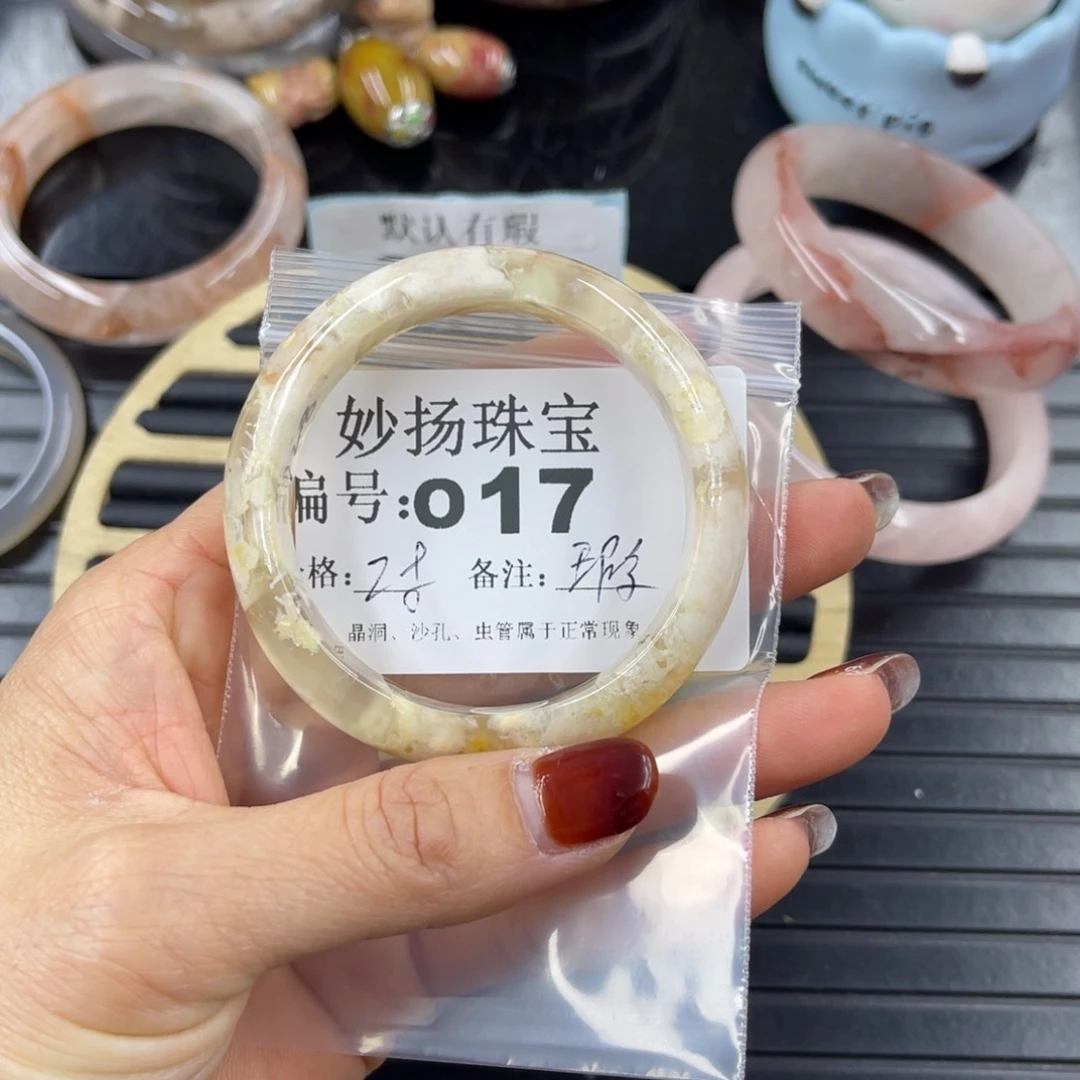 默认有暇
妙扬珠宝
编号:017
格: 备注:
晶洞、沙孔、虫管属于正常现象